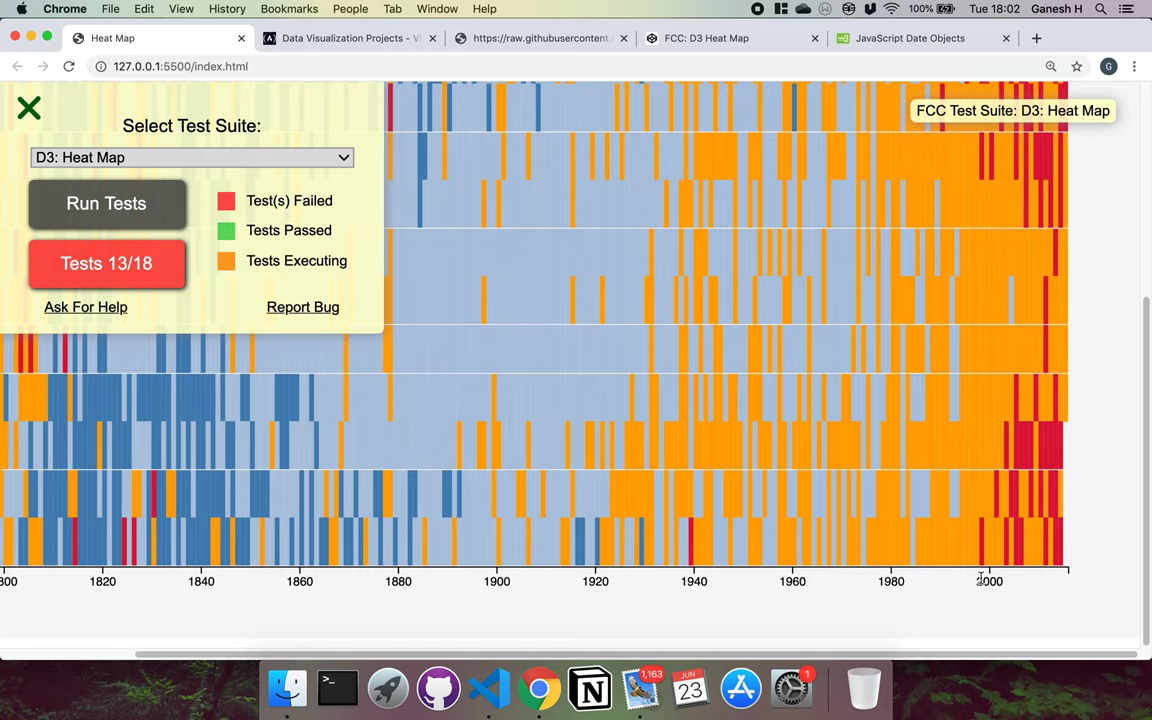 Chrome File Edit View History Bookmarks People Tab Window Help 100% Tue 18:02 Ganesh H
Heat Map
Data Visualization Projects - V
https://raw.githubusercontent.
FCC: D3 Heat Map
JavaScript Date Objects
127.0.0.1:5500/index.html
G
FCC Test Suite: D3: Heat Map
Select Test Suite:
D3: Heat Map
Run Tests
Test(s) Failed
Tests Passed
Tests 13/18
Tests Executing
Ask For Help
Report Bug
800 1820 1840 1860 1880 1900 1920 1940 1960 1980 2000
1,163
JUN
23
1